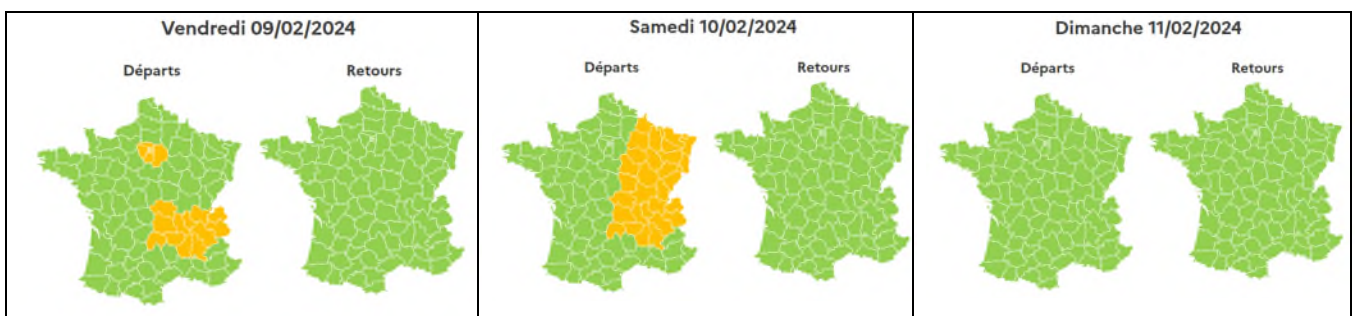 Vendredi 09/02/2024
Départs
Retours
Samedi 10/02/2024
Départs
Retours
Dimanche 11/02/2024
Départs
Retours